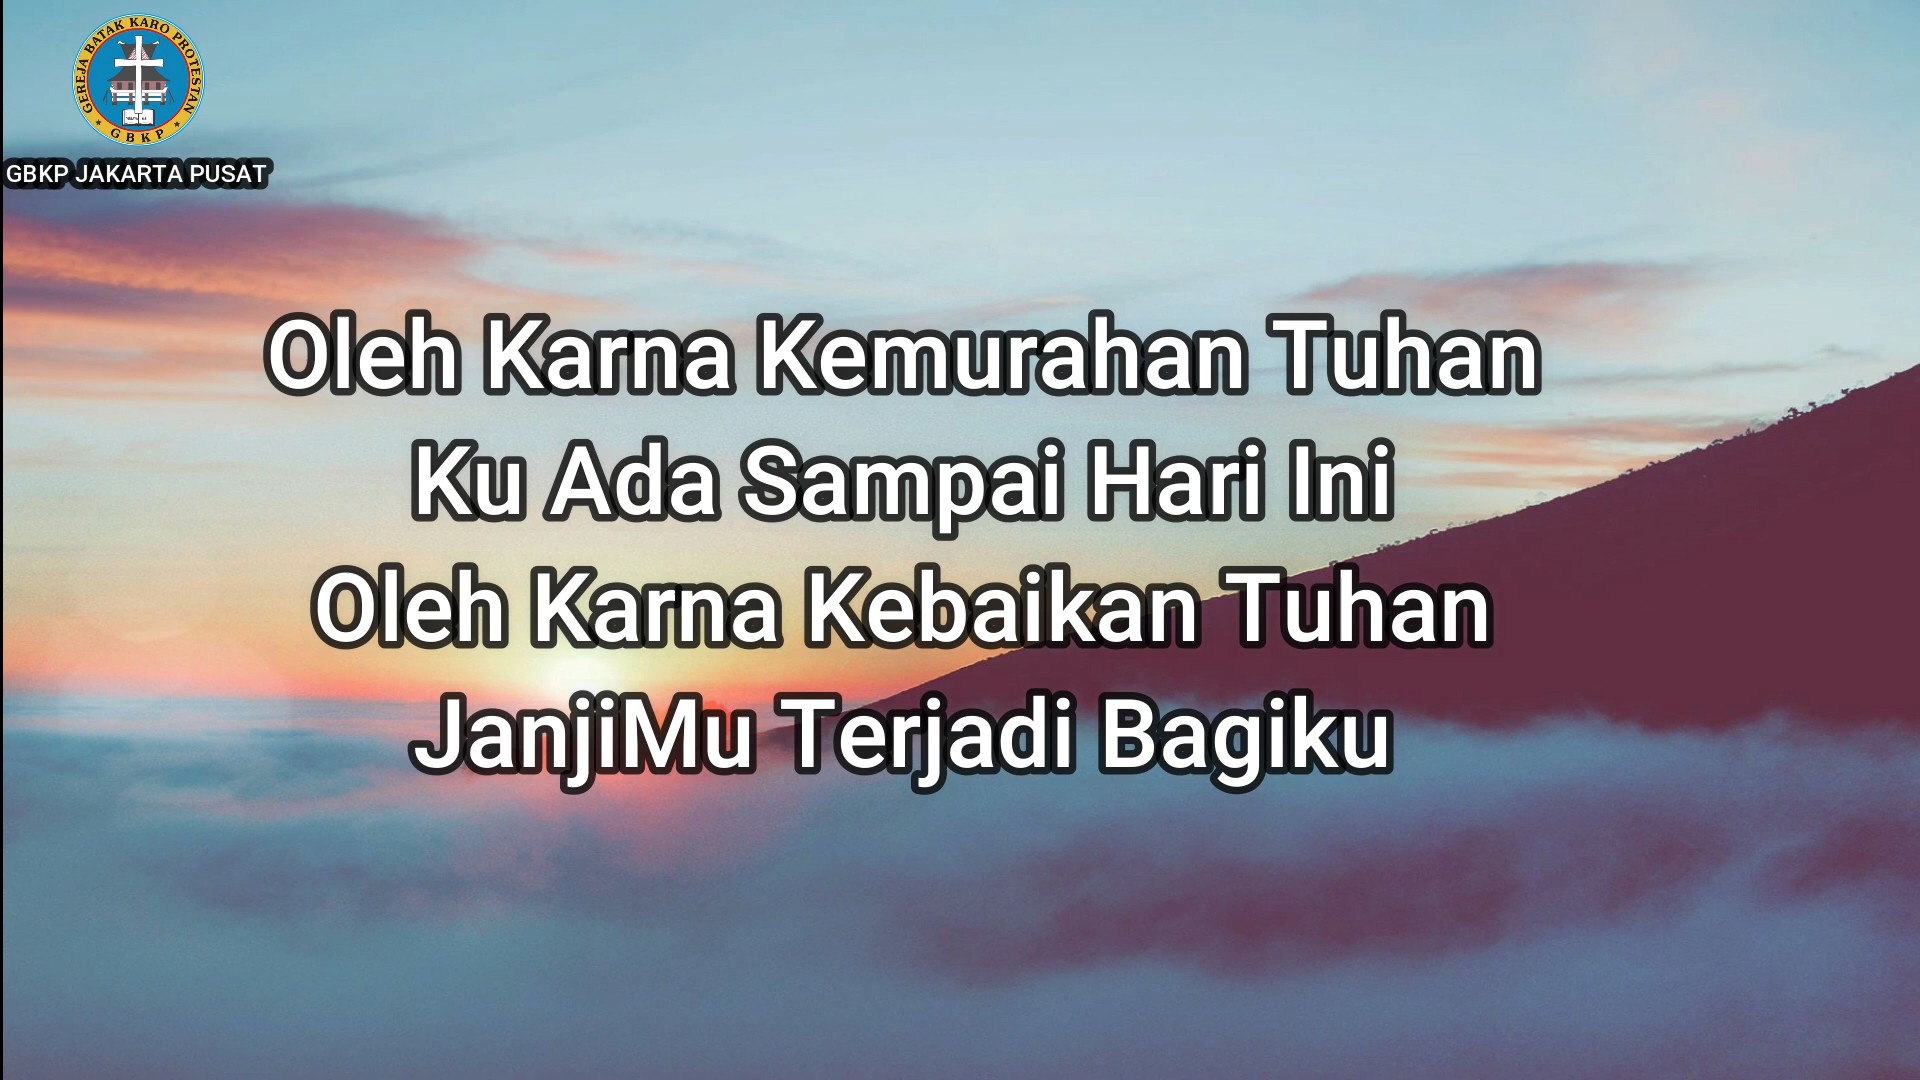 GEREJA BATAK KARO PROTESTAN
GBKP
GBKP JAKARTA PUSAT
Oleh Karna Kemurahan Tuhan
Ku Ada Sampai Hari Ini
Oleh Karna Kebaikan Tuhan
JanjiMu Terjadi Bagiku